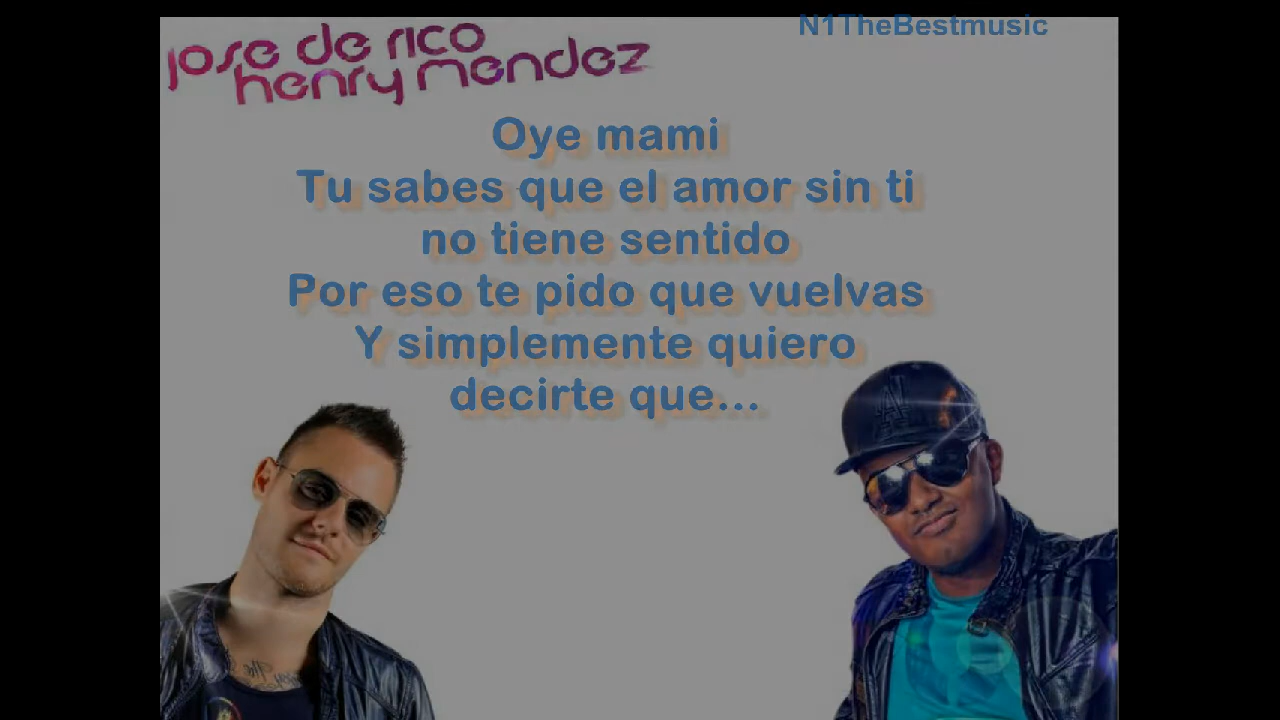 N1TheBestmusic
jose de rico
henry mendez
Oye mami
Tu sabes que el amor sin ti
no tiene sentido
Por eso te pido que vuelvas
Y simplemente quiero
decirte que...
A